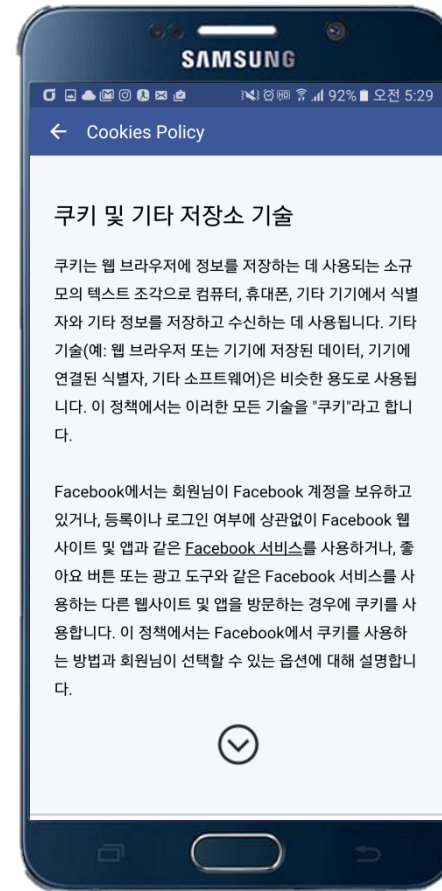 SAMSUNG
92% 오전 5:29
Cookies Policy
쿠키 및 기타 저장소 기술
쿠키는 웹 브라우저에 정보를 저장하는 데 사용되는 소규
모의 텍스트 조각으로 컴퓨터, 휴대폰, 기타 기기에서 식별
자와 기타 정보를 저장하고 수신하는 데 사용됩니다. 기타
기술(예: 웹 브라우저 또는 기기에 저장된 데이터, 기기에
연결된 식별자, 기타 소프트웨어)은 비슷한 용도로 사용됩
니다. 이 정책에서는 이러한 모든 기술을 "쿠키"라고 합니
다.
Facebook에서는 회원님이 Facebook 계정을 보유하고
있거나, 등록이나 로그인 여부에 상관없이 Facebook 웹
사이트 및 앱과 같은 Facebook 서비스를 사용하거나, 좋
아요 버튼 또는 광고 도구와 같은 Facebook 서비스를 사
용하는 다른 웹사이트 및 앱을 방문하는 경우에 쿠키를 사
용합니다. 이 정책에서는 Facebook에서 쿠키를 사용하
는 방법과 회원님이 선택할 수 있는 옵션에 대해 설명합니
다.